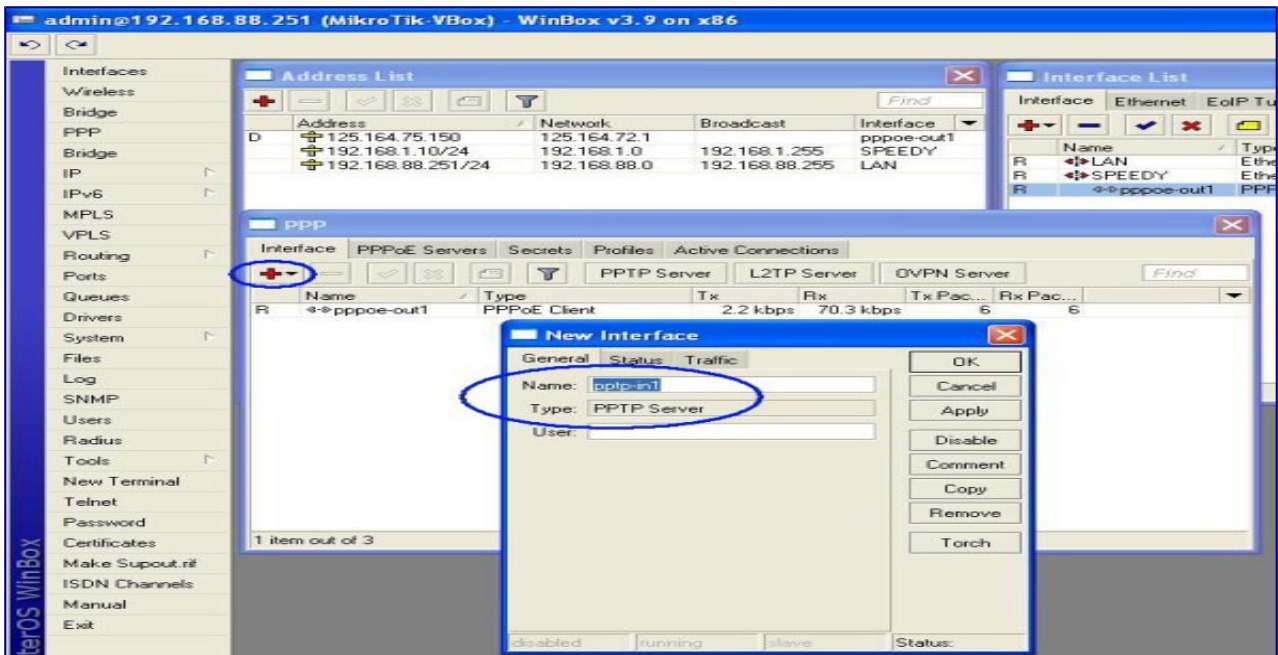 admin@192.168.88.251 (MikroTik-VBox) - WinBox v3.9 on x86
Interfaces
Wireless
Bridge
PPP
Bridge
IP
IPv6
MPLS
VPLS
Routing
Ports
Queues
Drivers
System
Files
Log
SNMP
Users
Radius
Tools
New Terminal
Telnet
Password
Certificates
Make Supout.rif
ISDN Channels
Manual
Exit
terOS WinBox
Address List
Find
Address Network Broadcast Interface
D 125.164.75.150 125.164.72.1 pppoe-out1
192.168.1.10/24 192.168.1.0 192.168.1.255 SPEEDY
192.168.88.251/24 192.168.88.0 192.168.88.255 LAN
Interface List
Interface Ethernet EoIP Tu
Name Type
R LAN Ethe
R SPEEDY Ethe
R pppoe-out1 PPP
PPP
Interface PPPoE Servers Secrets Profiles Active Connections
PPTP Server L2TP Server OVPN Server Find
Name Type Tx Rx Tx Pac... Rx Pac...
R pppoe-out1 PPPoE Client 2.2 kbps 70.3 kbps 6 6
1 item out of 3
New Interface
General Status Traffic
Name: pptp-in1
Type: PPTP Server
User:
OK
Cancel
Apply
Disable
Comment
Copy
Remove
Torch
disabled running slave Status: